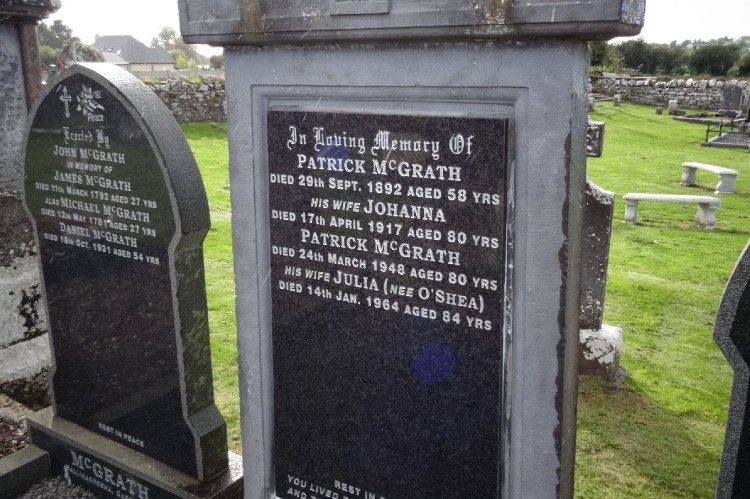 Peace
Erected By
JOHN McGRATH
IN MEMORY OF
JAMES McGRATH
DIED 11TH MARCH 1792 AGED 27 YRS
ALSO MICHAEL McGRATH
DIED 12TH MAY 1787 AGED 27 YRS
DANIEL McGRATH
DIED 18TH OCT. 1931 AGED 54 YRS
REST IN PEACE
McGRATH
In Loving Memory Of
PATRICK McGRATH
DIED 29TH SEPT. 1892 AGED 58 YRS
HIS WIFE JOHANNA
DIED 17TH APRIL 1917 AGED 80 YRS
PATRICK McGRATH
DIED 24TH MARCH 1948 AGED 80 YRS
HIS WIFE JULIA (NEE O'SHEA)
DIED 14TH JAN. 1964 AGED 84 YRS
REST IN
YOU LIVED
AND